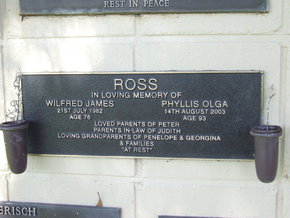 REST IN PEACE
ROSS
IN LOVING MEMORY OF
WILFRED JAMES PHYLLIS OLGA
21ST JULY 1982 14TH AUGUST 2003
AGE 76 AGE 93
LOVED PARENTS OF PETER
PARENTS IN-LAW OF JUDITH
LOVING GRANDPARENTS OF PENELOPE & GEORGINA
& FAMILIES
"AT REST"
ERISCH